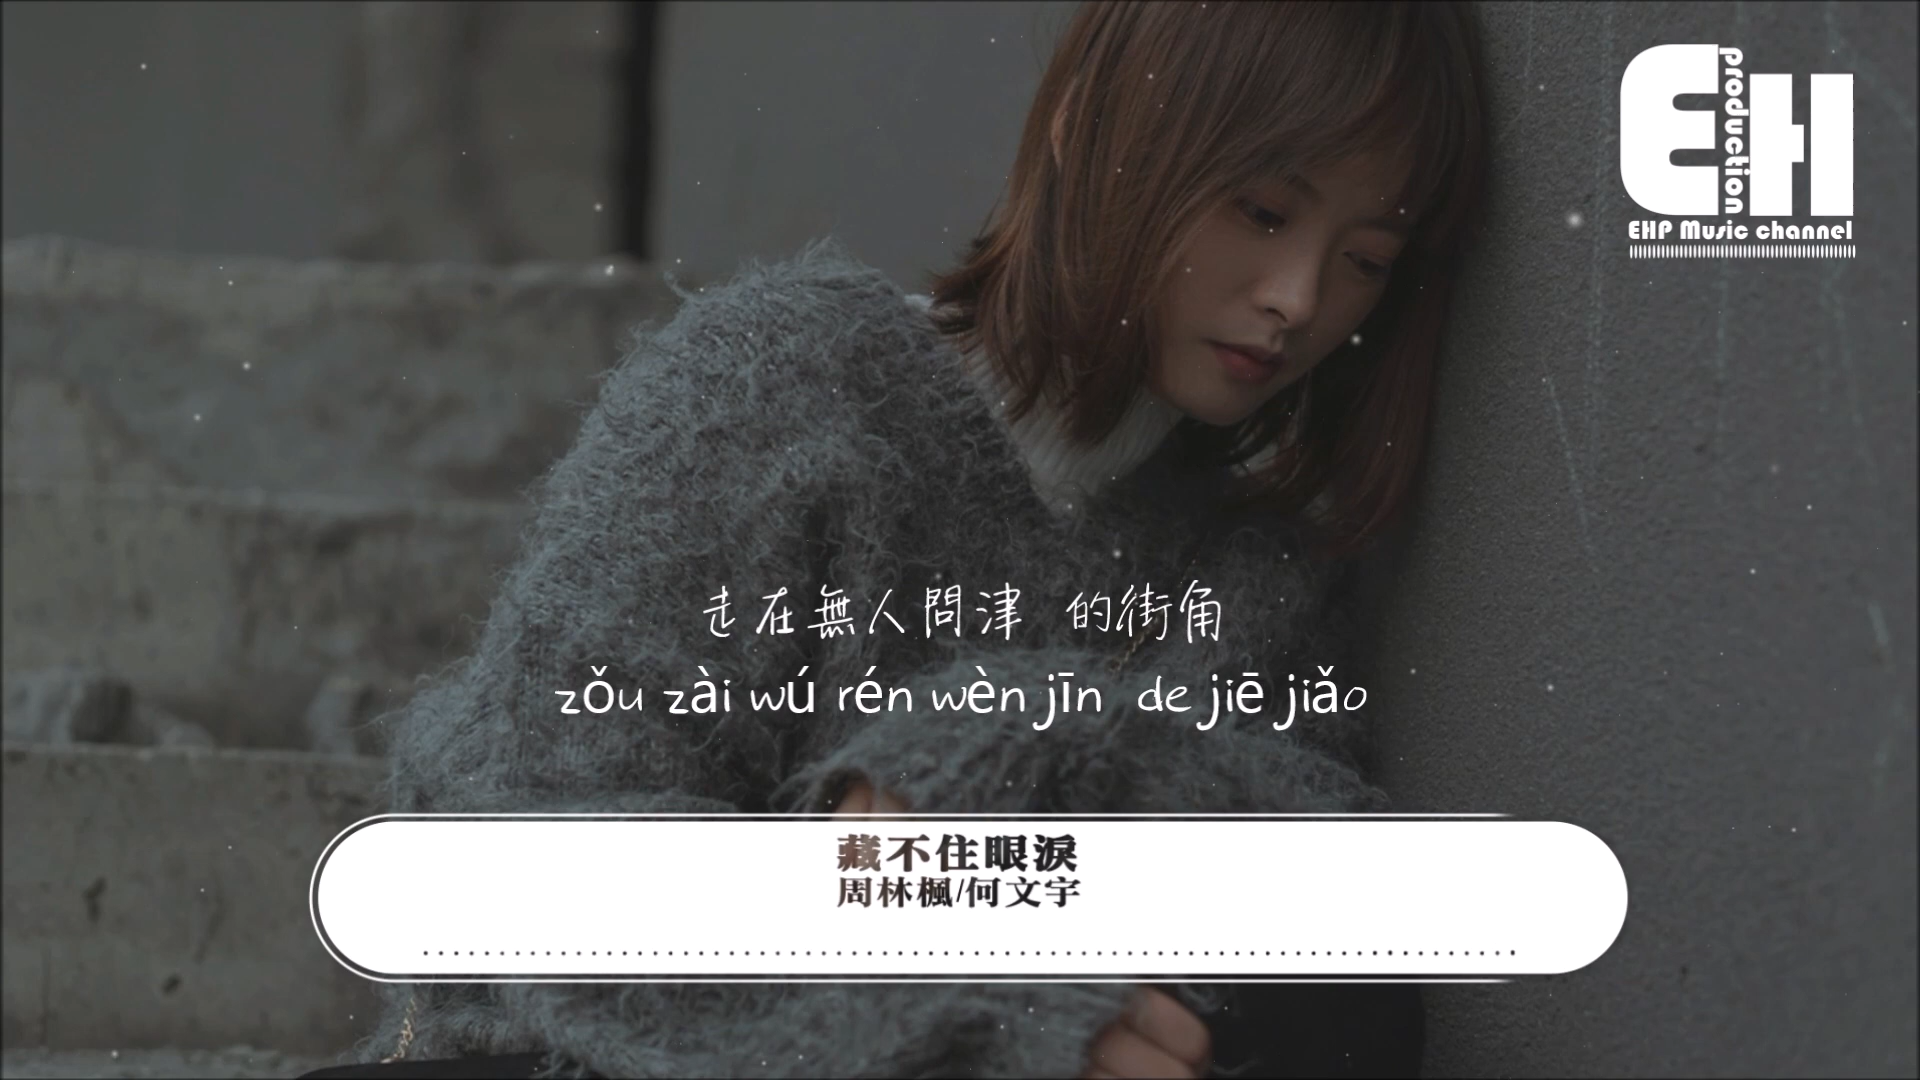 EH
production
EHP Music channel
走在無人問津 的街角
zǒu zài wú rén wèn jīn de jiē jiǎo
藏不住眼淚
周林楓/何文宇